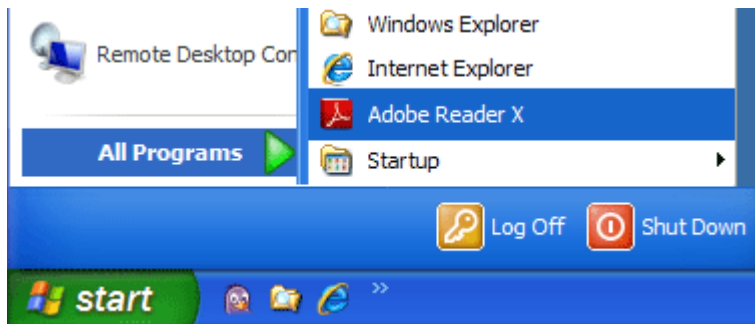 Windows Explorer
Remote Desktop Con
Internet Explorer
Adobe Reader X
All Programs
Startup
Log Off
Shut Down
start